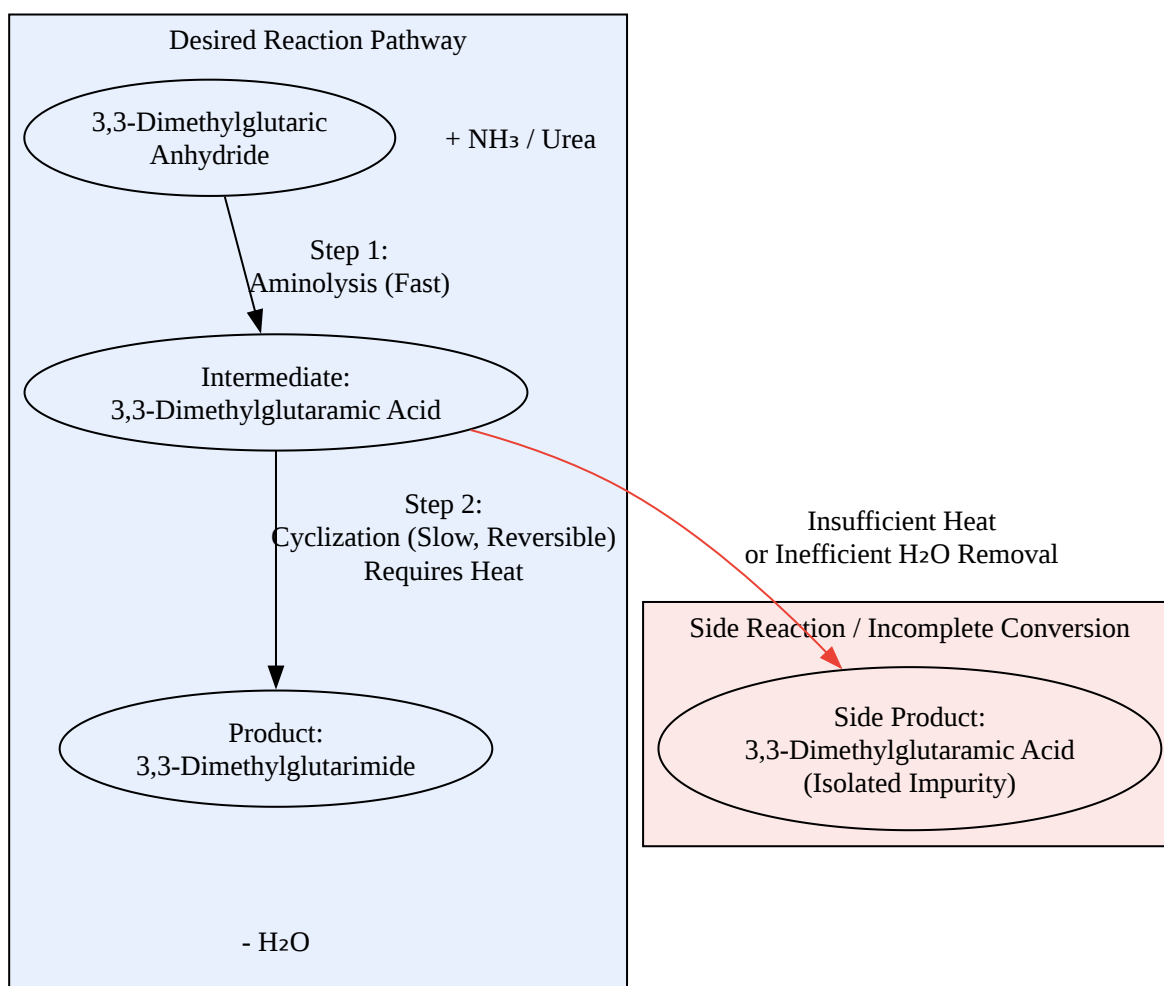 Desired Reaction Pathway
3,3-Dimethylglutaric
Anhydride
+ NH₃ / Urea
Step 1:
Aminolysis (Fast)
Intermediate:
3,3-Dimethylglutaramic Acid
Step 2:
Cyclization (Slow, Reversible)
Requires Heat
Insufficient Heat
or Inefficient H₂O Removal
Side Reaction / Incomplete Conversion
Product:
3,3-Dimethylglutarimide
Side Product:
3,3-Dimethylglutaramic Acid
(Isolated Impurity)
- H₂O